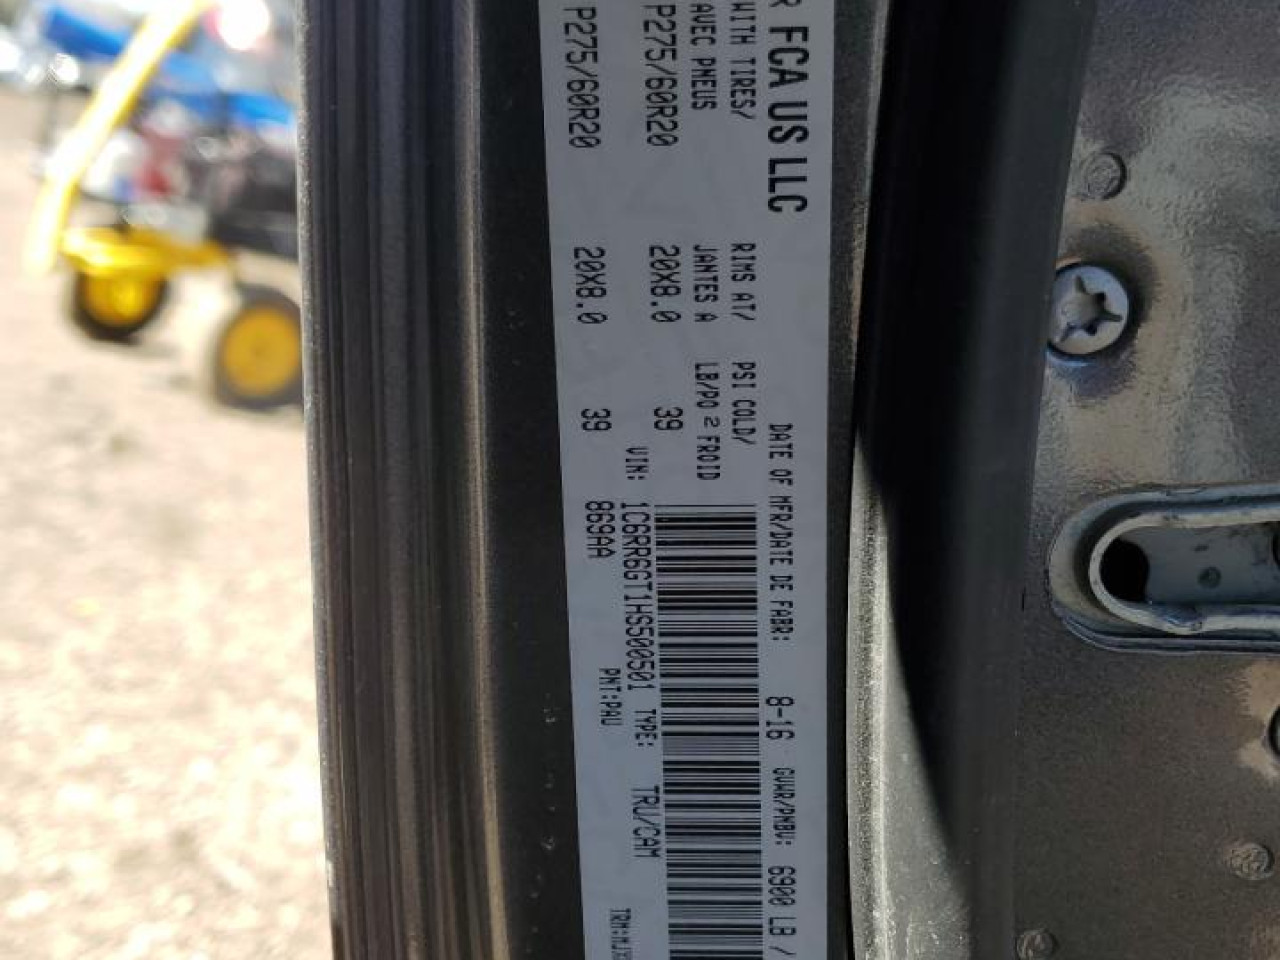 R FCA US LLC
DATE OF MFR/DATE DE FABR: 8-16 GVWR/PNBV: 6900 LB /
WITH TIRES/ RIMS AT/ PSI COLD/
AVEC PNEUS JANTES A LB/PO 2 FROID
P275/60R20 20X8.0 39
VIN: 1C6RR6GT1HS500501 TYPE: TRU/CAM
P275/60R20 20X8.0 39
869AA PNT:PAU